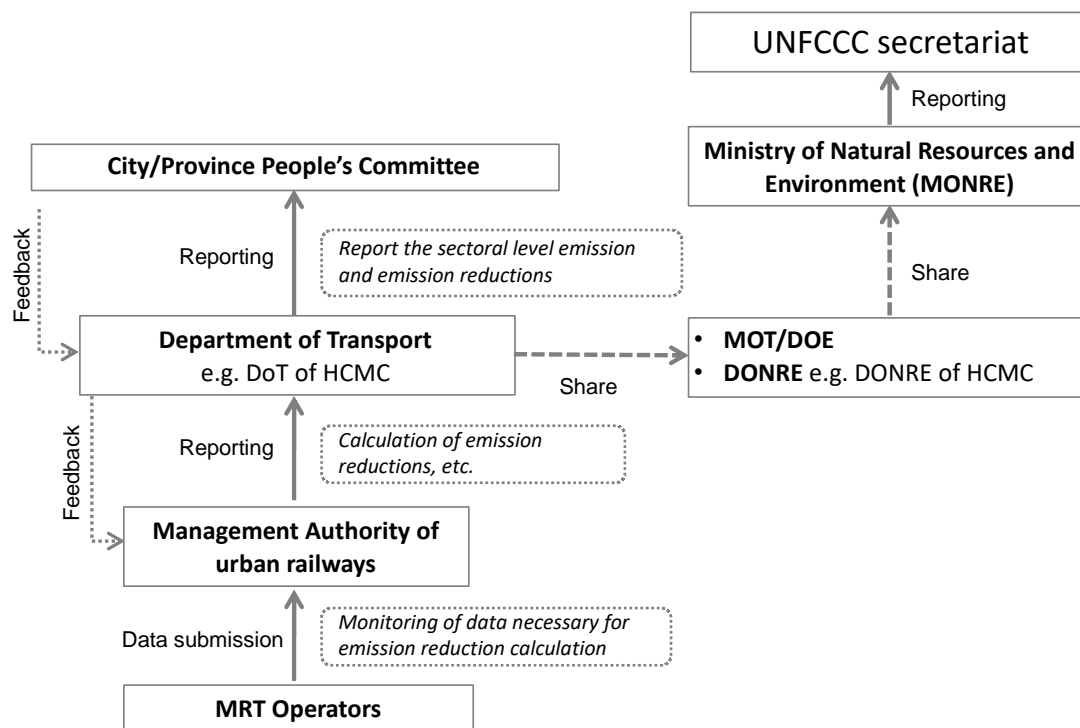 UNFCCC secretariat
Reporting
City/Province People’s Committee
Ministry of Natural Resources and
Environment (MONRE)
Feedback
Reporting
Report the sectoral level emission
and emission reductions
Share
Department of Transport
e.g. DoT of HCMC
Share
• MOT/DOE
• DONRE e.g. DONRE of HCMC
Feedback
Reporting
Calculation of emission
reductions, etc.
Management Authority of
urban railways
Data submission
Monitoring of data necessary for
emission reduction calculation
MRT Operators